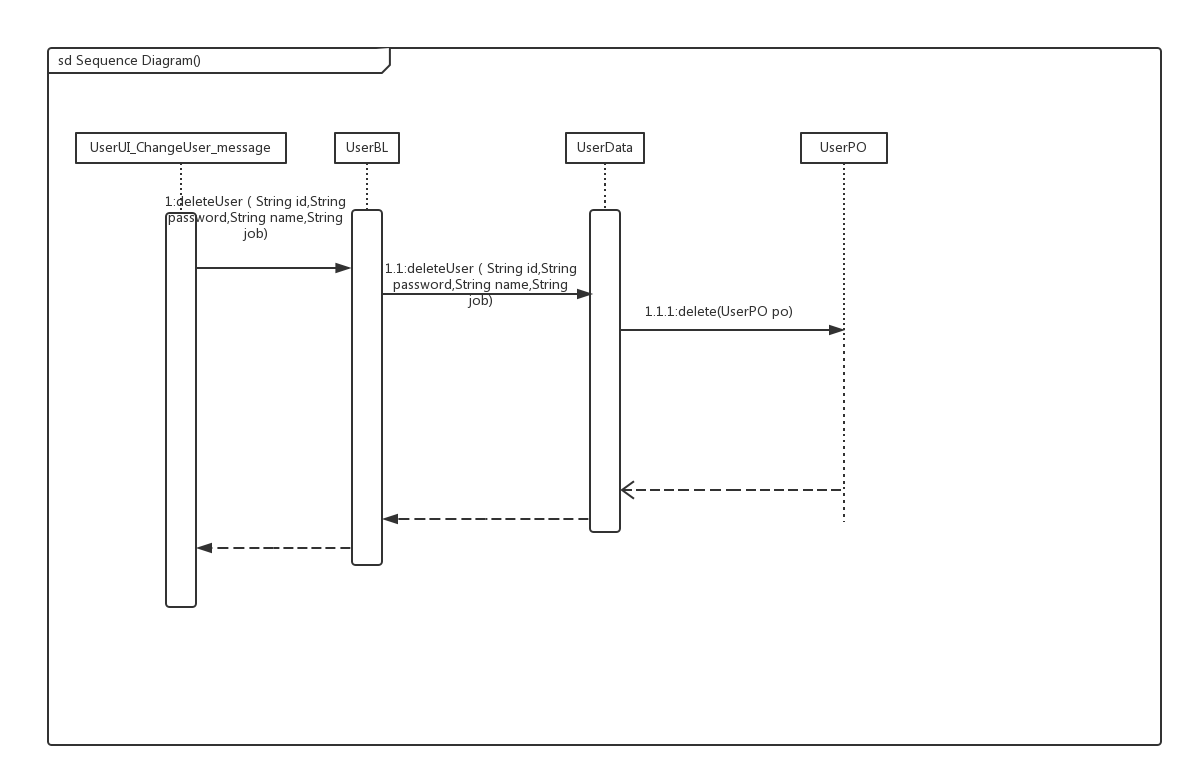 sd Sequence Diagram()
UserUI_ChangeUser_message
UserBL
UserData
UserPO
1:deleteUser ( String id,String
password,String name,String
job)
1.1:deleteUser ( String id,String
password,String name,String
job)
1.1.1:delete(UserPO po)